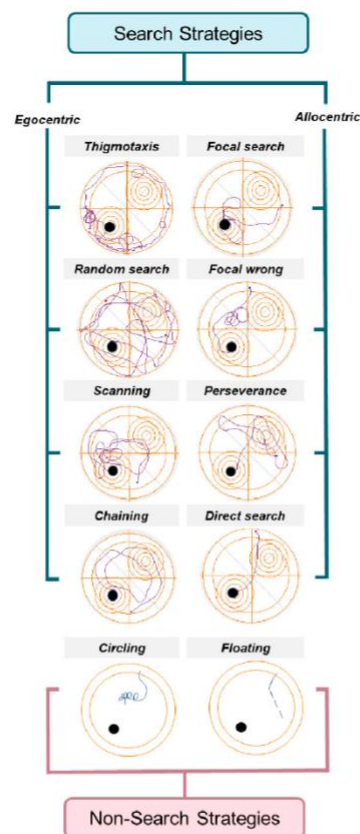 Search Strategies
Egocentric
Allocentric
Thigmotaxis
Focal search
Random search
Focal wrong
Scanning
Perseverance
Chaining
Direct search
Circling
Floating
Non-Search Strategies